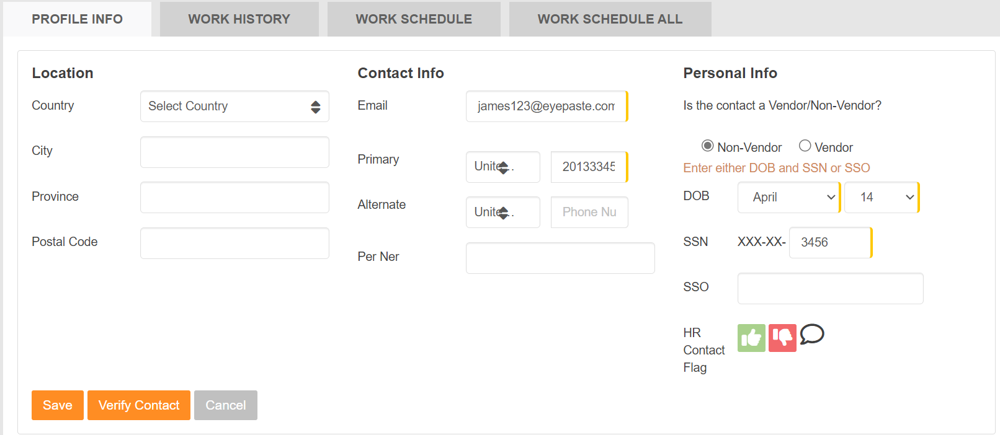 PROFILE INFO
WORK HISTORY
WORK SCHEDULE
WORK SCHEDULE ALL
Location
Country
Select Country
City
Province
Postal Code
Contact Info
Email
james123@eyepaste.com
Primary
Unite...
20133345
Alternate
Unite...
Phone Nu
Per Ner
Personal Info
Is the contact a Vendor/Non-Vendor?
Non-Vendor
Vendor
Enter either DOB and SSN or SSO
DOB
April
14
SSN
XXX-XX-
3456
SSO
HR
Contact
Flag
Save
Verify Contact
Cancel